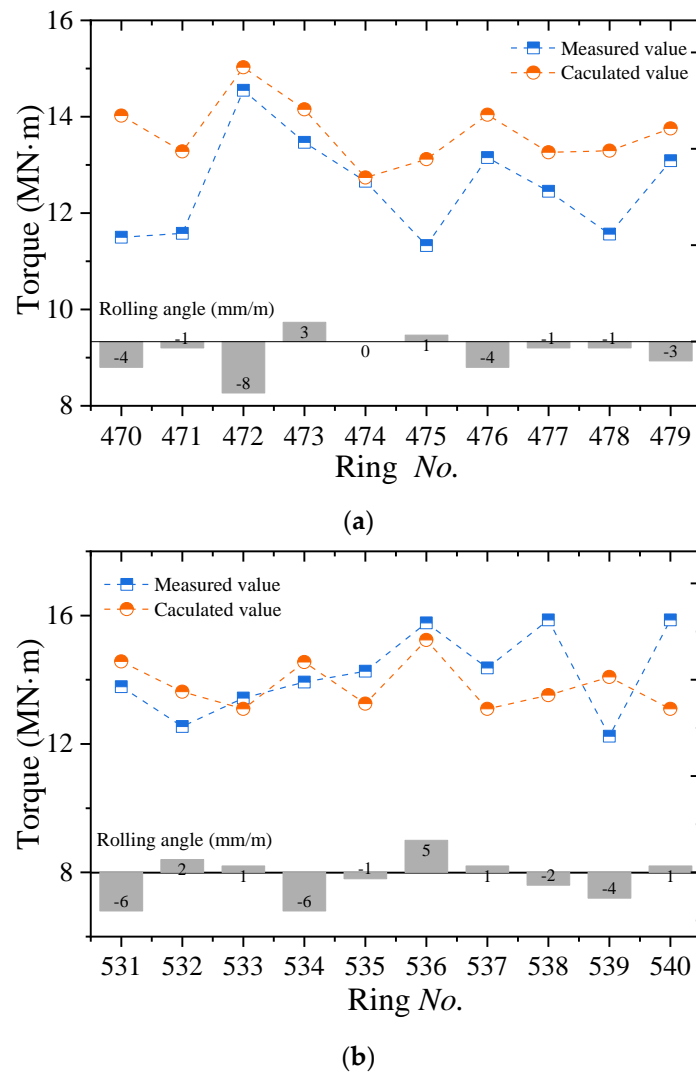 16
14
12
10
8
Torque (MN·m)
Measured value
Caculated value
Rolling angle (mm/m)
-4 -1 -8 3 0 1 -4 -1 -1 -3
470 471 472 473 474 475 476 477 478 479
Ring No.
(a)
16
12
8
Torque (MN·m)
Measured value
Caculated value
Rolling angle (mm/m)
-6 2 1 -6 -1 5 1 -2 -4 1
531 532 533 534 535 536 537 538 539 540
Ring No.
(b)